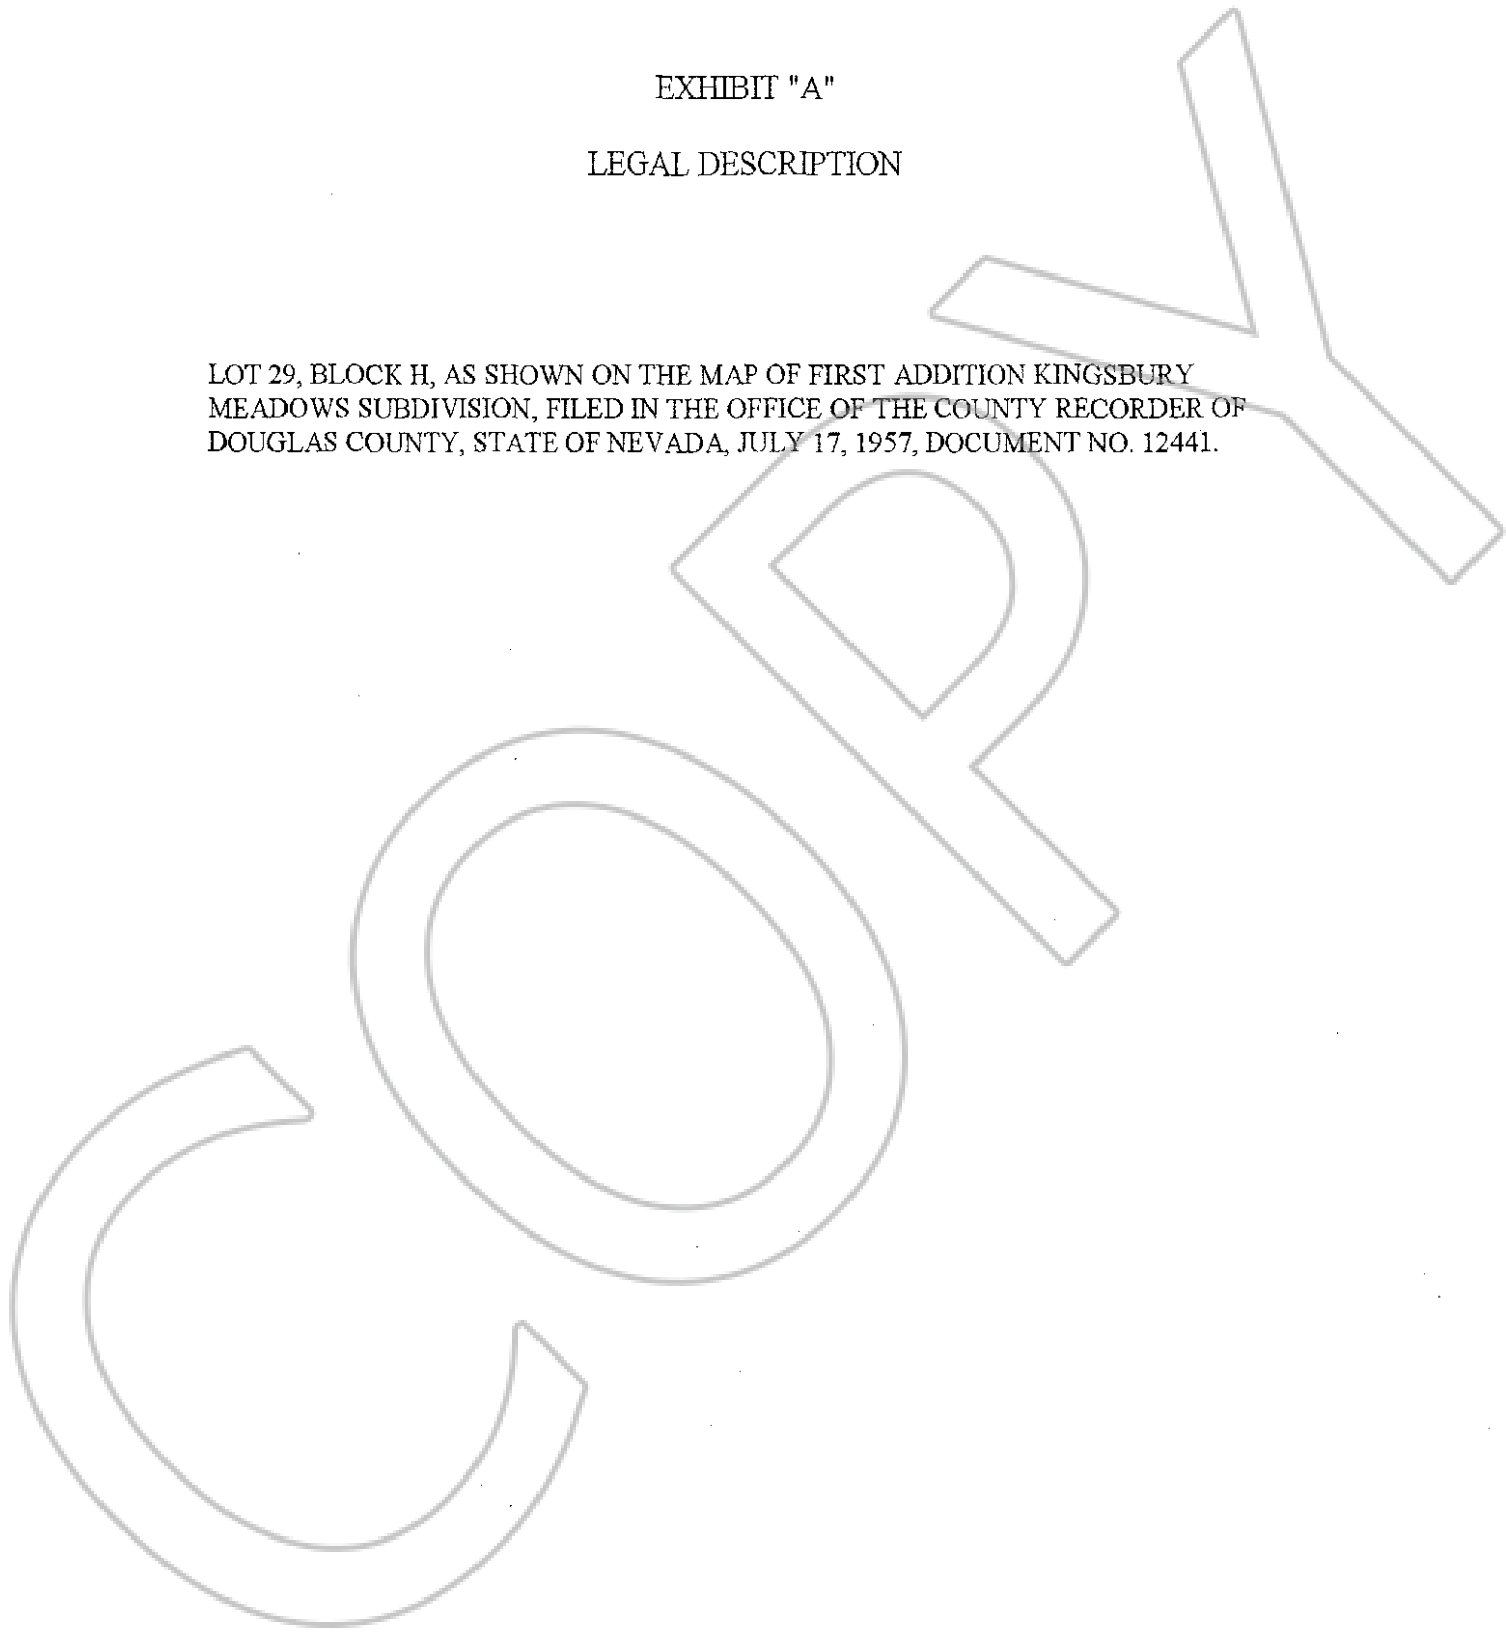 EXHIBIT "A"
LEGAL DESCRIPTION
LOT 29, BLOCK H, AS SHOWN ON THE MAP OF FIRST ADDITION KINGSBURY
MEADOWS SUBDIVISION, FILED IN THE OFFICE OF THE COUNTY RECORDER OF
DOUGLAS COUNTY, STATE OF NEVADA, JULY 17, 1957, DOCUMENT NO. 12441.
COPY